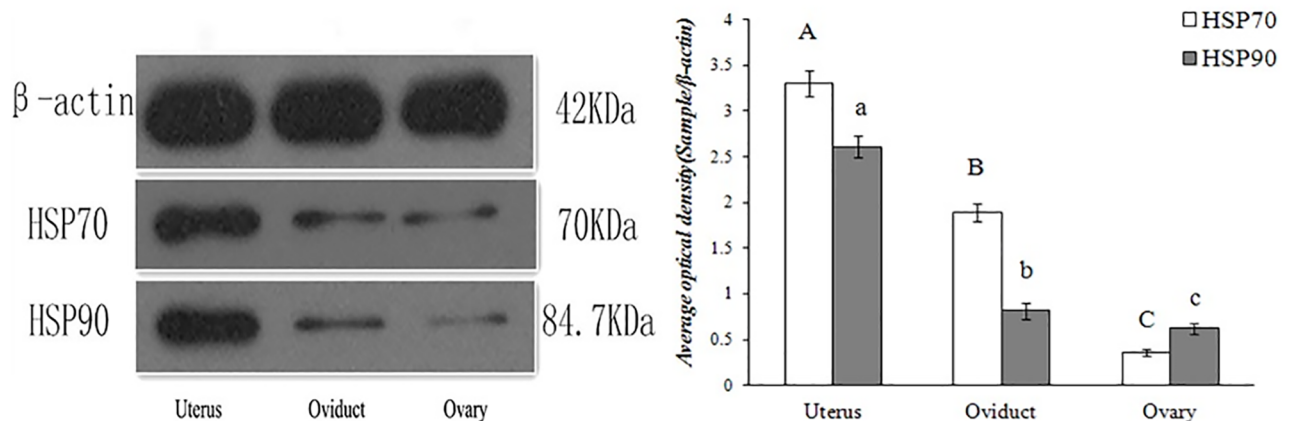 β-actin
42KDa
HSP70
70KDa
HSP90
84.7KDa
Uterus Oviduct Ovary
Average optical density(Sample/β-actin)
4
3.5
3
2.5
2
1.5
1
0.5
0
A
a
B
b
C
c
Uterus Oviduct Ovary
HSP70
HSP90